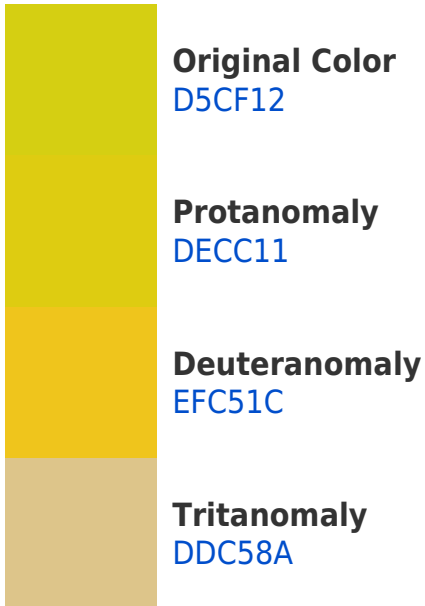 Original Color
D5CF12
Protanomaly
DECC11
Deuteranomaly
EFC51C
Tritanomaly
DDC58A